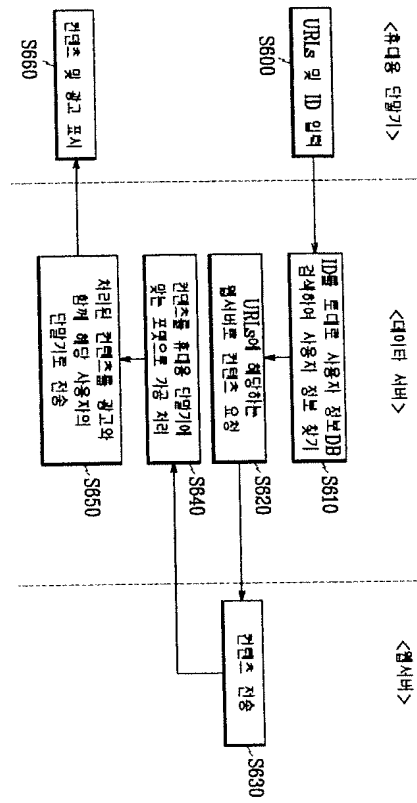 <휴대용 단말기>
<데이타 서버>
<웹서버>
URLs 및 ID 입력
S600
ID를 토대로 사용자 정보DB
검색하여 사용자 정보 찾기
S610
URLs에 해당하는
웹서버로 컨텐츠 요청
S620
컨텐츠 전송
S630
컨텐츠를 휴대용 단말기에
맞는 포맷으로 가공 처리
S640
처리된 컨텐츠를 광고와
함께 해당 사용자의
단말기로 전송
S650
컨텐츠 및 광고 표시
S660